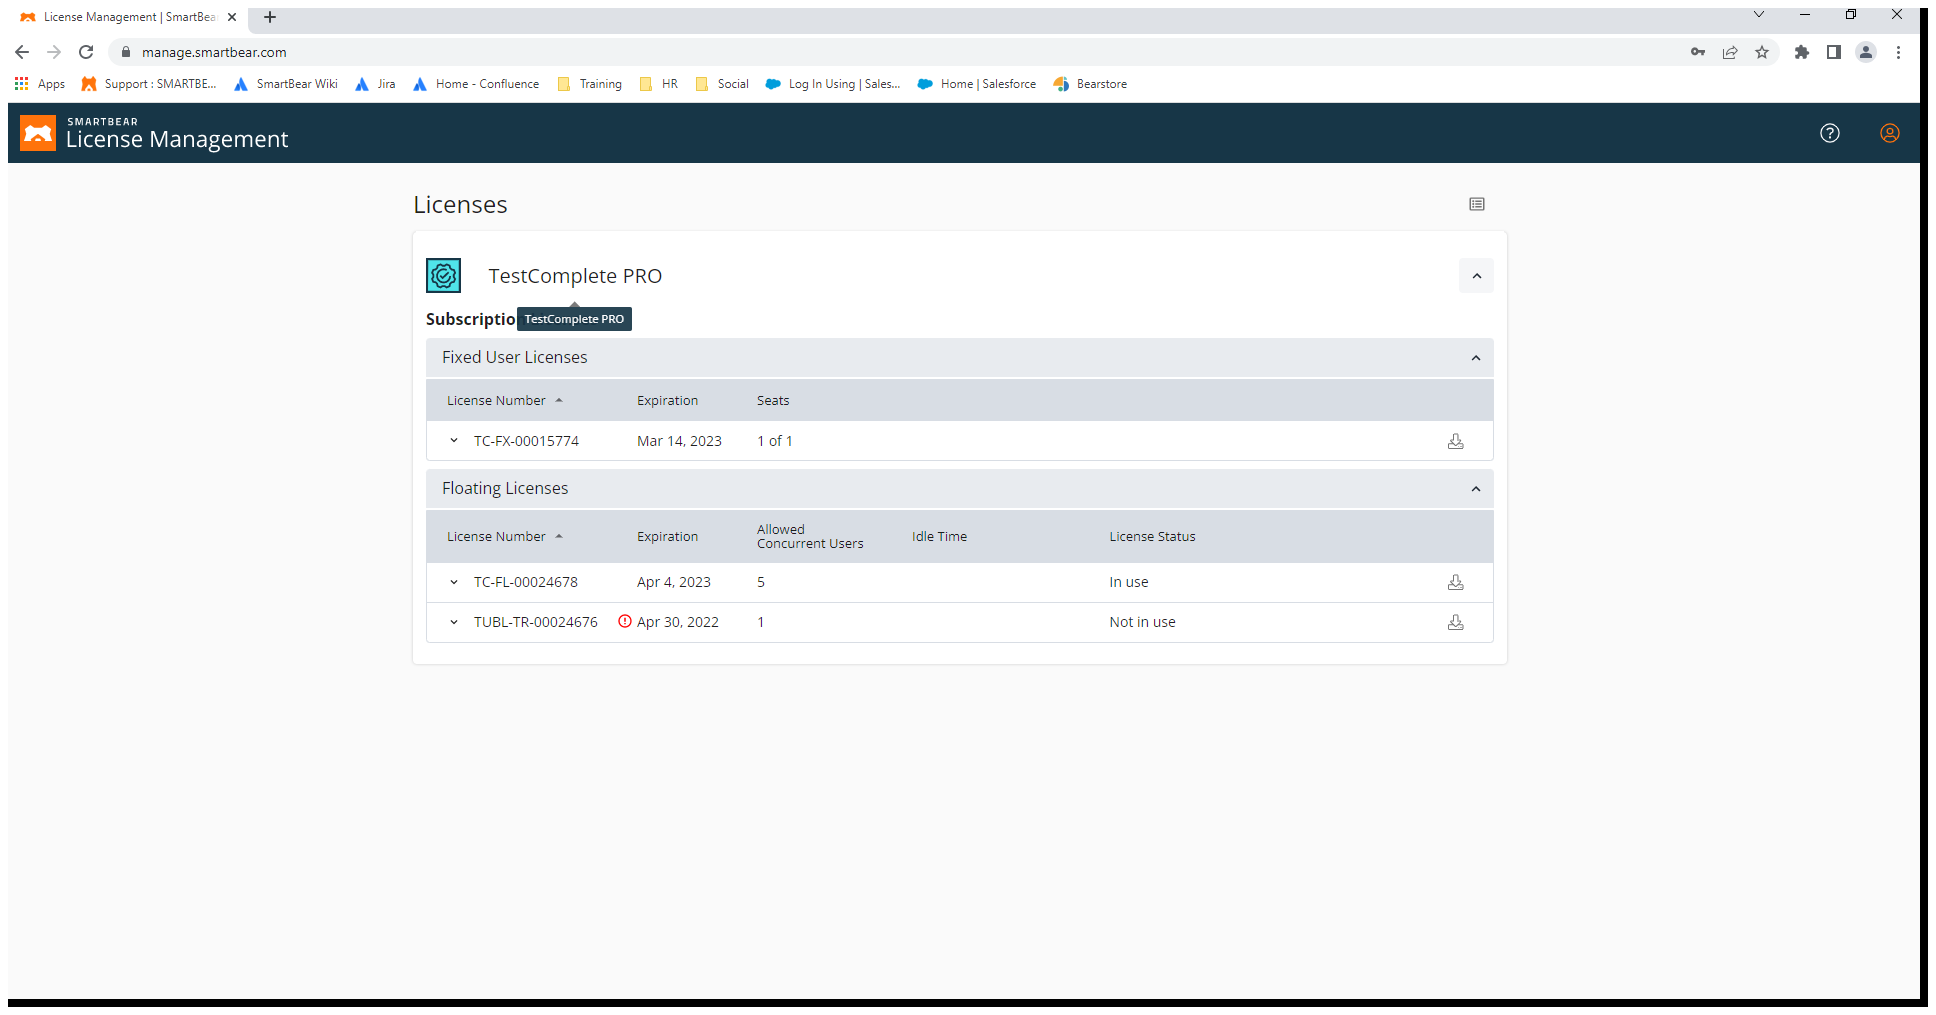 License Management | SmartBea
manage.smartbear.com
Apps Support : SMARTBE... SmartBear Wiki Jira Home - Confluence Training HR Social Log In Using | Sales... Home | Salesforce Bearstore
SMARTBEAR
License Management
Licenses
TestComplete PRO
Subscription
TestComplete PRO
Fixed User Licenses
License Number Expiration Seats
TC-FX-00015774 Mar 14, 2023 1 of 1
Floating Licenses
License Number Expiration Allowed Concurrent Users Idle Time License Status
TC-FL-00024678 Apr 4, 2023 5 In use
TUBL-TR-00024676 Apr 30, 2022 1 Not in use